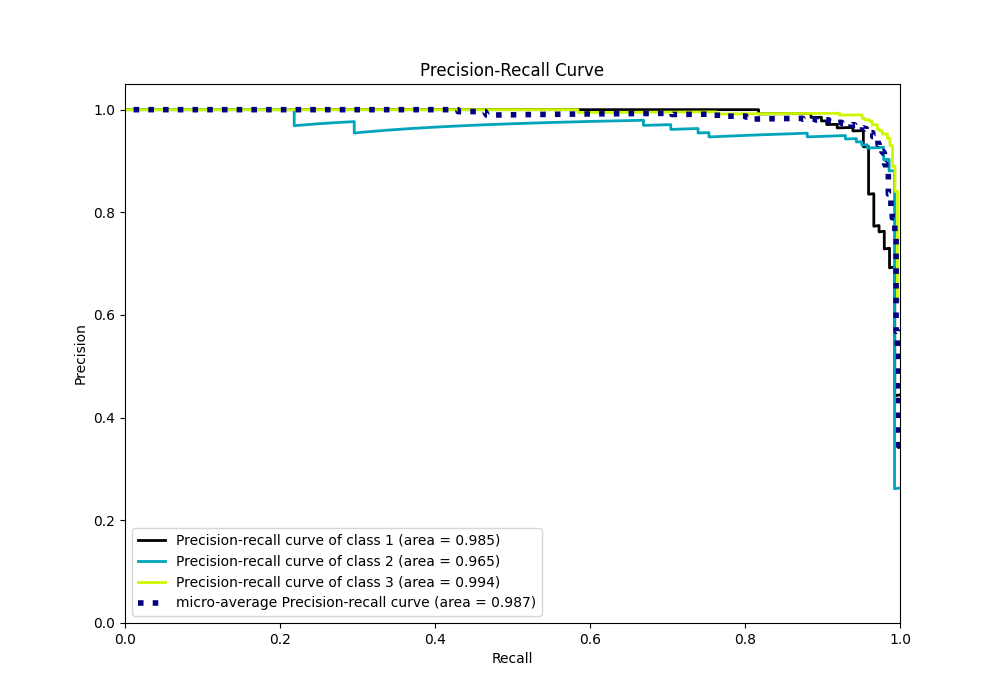 Precision-Recall Curve
1.0
0.8
0.6
0.4
0.2
0.0
Precision
Precision-recall curve of class 1 (area = 0.985)
Precision-recall curve of class 2 (area = 0.965)
Precision-recall curve of class 3 (area = 0.994)
micro-average Precision-recall curve (area = 0.987)
0.0 0.2 0.4 0.6 0.8 1.0
Recall